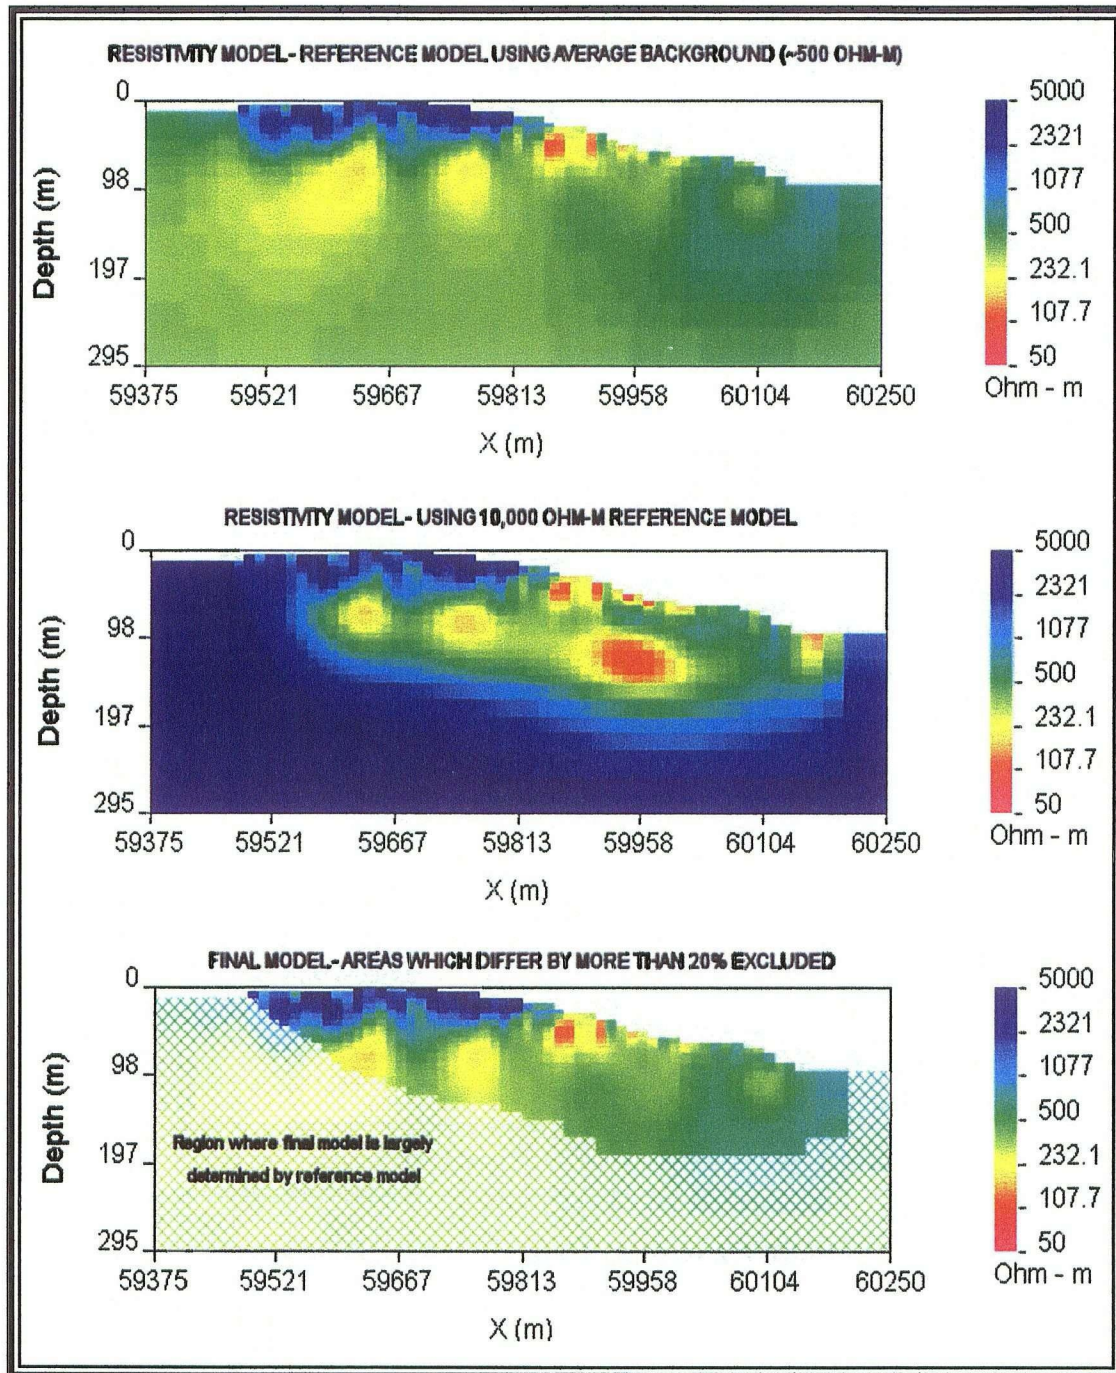 RESISTIVITY MODEL- REFERENCE MODEL USING AVERAGE BACKGROUND (~500 OHM-M)
0
98
197
295
Depth (m)
59375 59521 59667 59813 59958 60104 60250
X (m)
5000
2321
1077
500
232.1
107.7
50
Ohm - m
RESISTIVITY MODEL- USING 10,000 OHM-M REFERENCE MODEL
0
98
197
295
Depth (m)
59375 59521 59667 59813 59958 60104 60250
X (m)
5000
2321
1077
500
232.1
107.7
50
Ohm - m
FINAL MODEL- AREAS WHICH DIFFER BY MORE THAN 20% EXCLUDED
0
98
197
295
Depth (m)
Region where final model is largely
determined by reference model
59375 59521 59667 59813 59958 60104 60250
X (m)
5000
2321
1077
500
232.1
107.7
50
Ohm - m